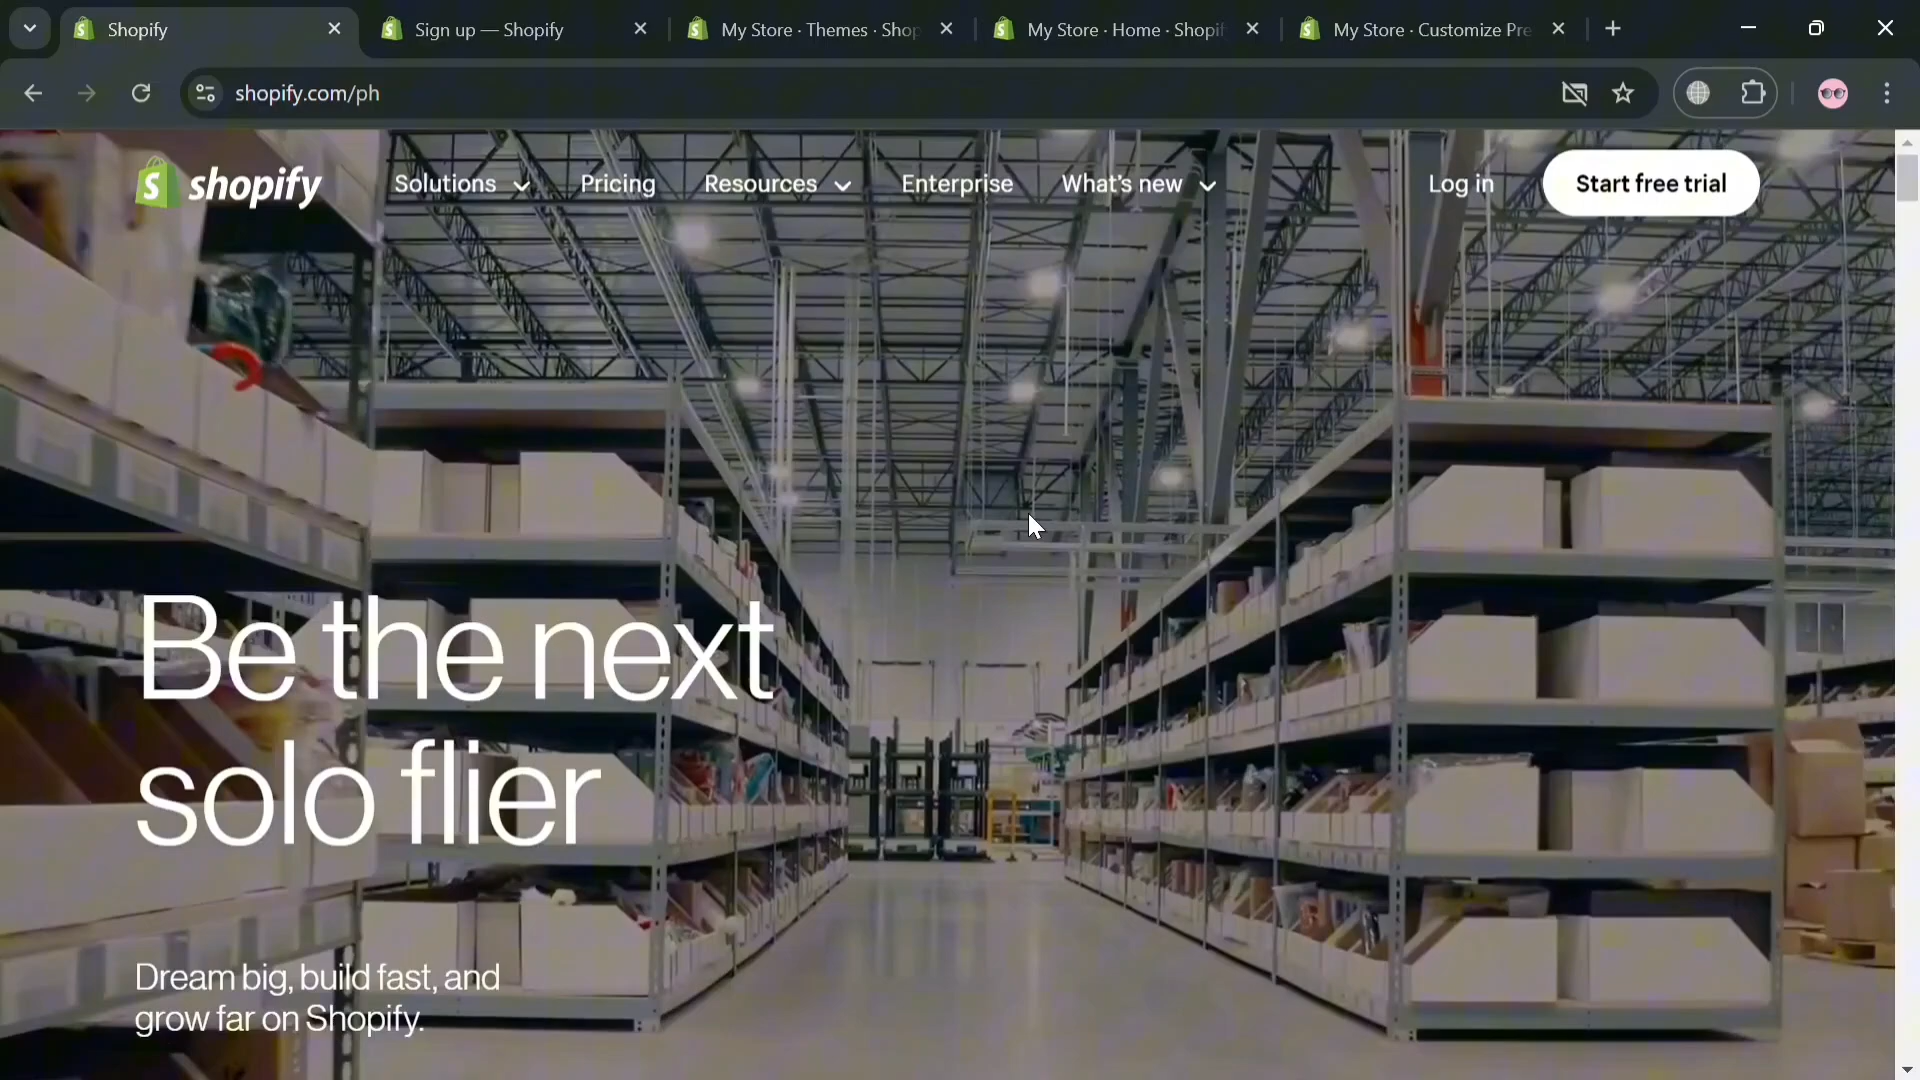 Shopify
Sign up — Shopify
My Store · Themes · Shop
My Store · Home · Shopif
My Store · Customize Pre
shopify.com/ph
shopify
Solutions
Pricing
Resources
Enterprise
What's new
Log in
Start free trial
Be the next
solo flier
Dream big, build fast, and
grow far on Shopify.